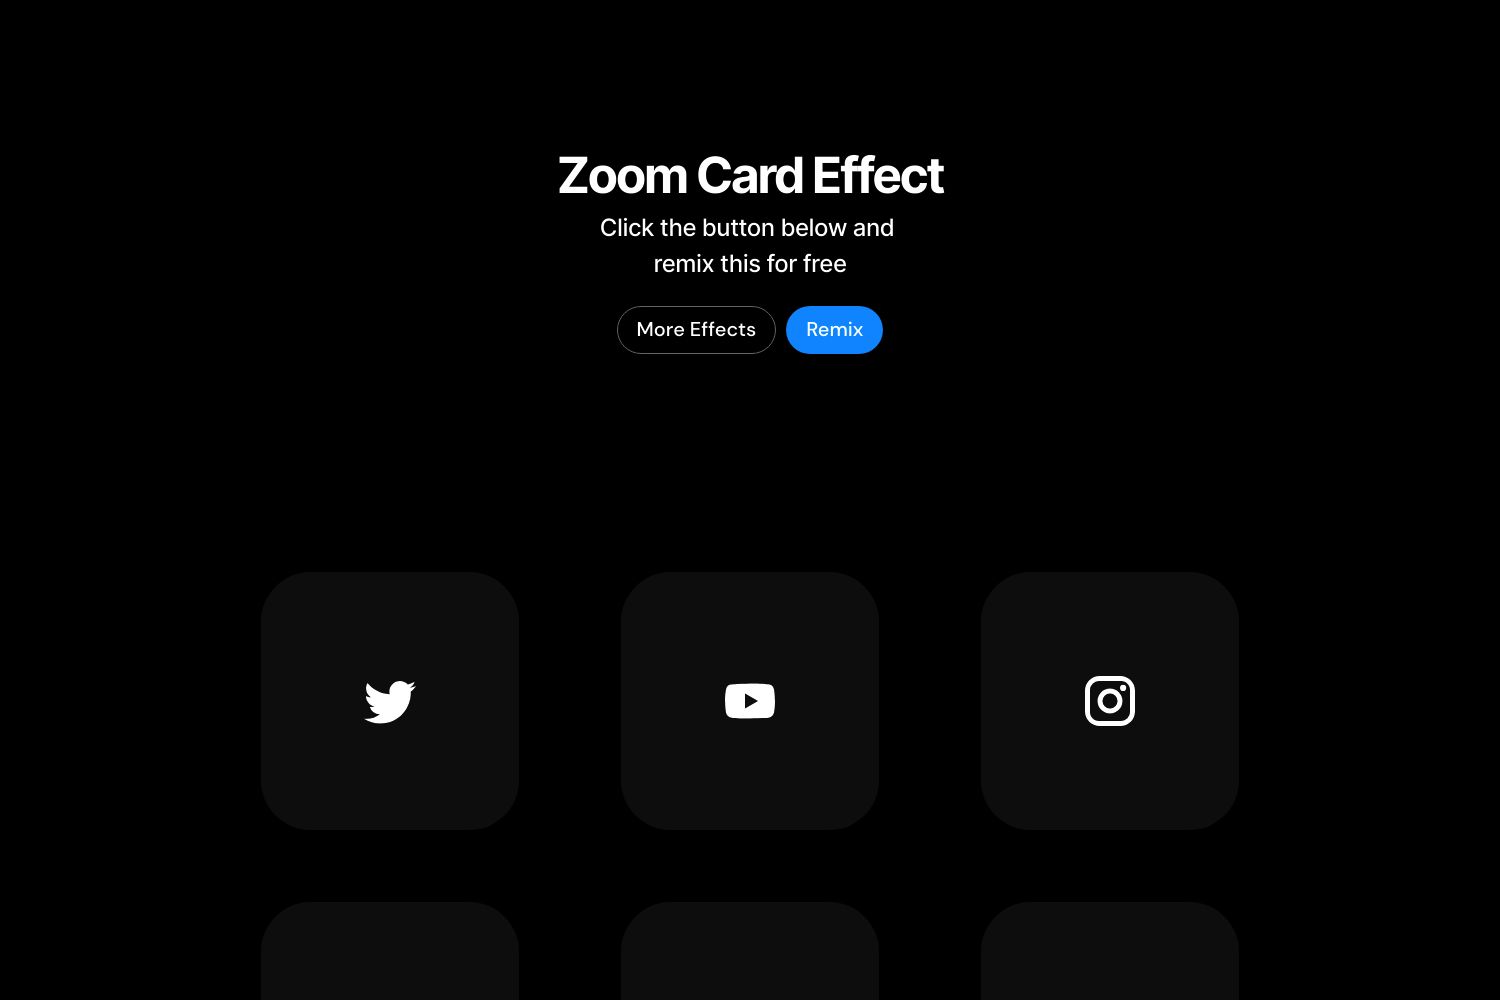 Zoom Card Effect
Click the button below and
remix this for free
More Effects
Remix